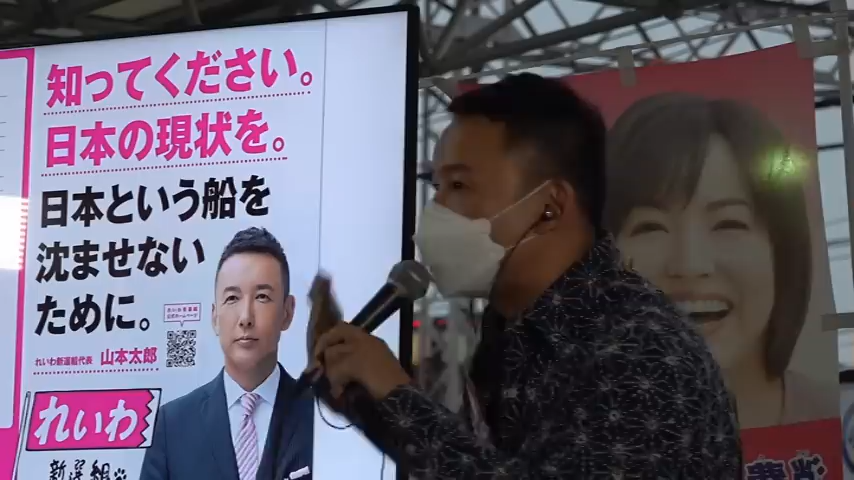 知ってください。
日本の現状を。
日本という船を
沈ませない
ために。
れいわ新選組代表 山本太郎
れいわ
新選組